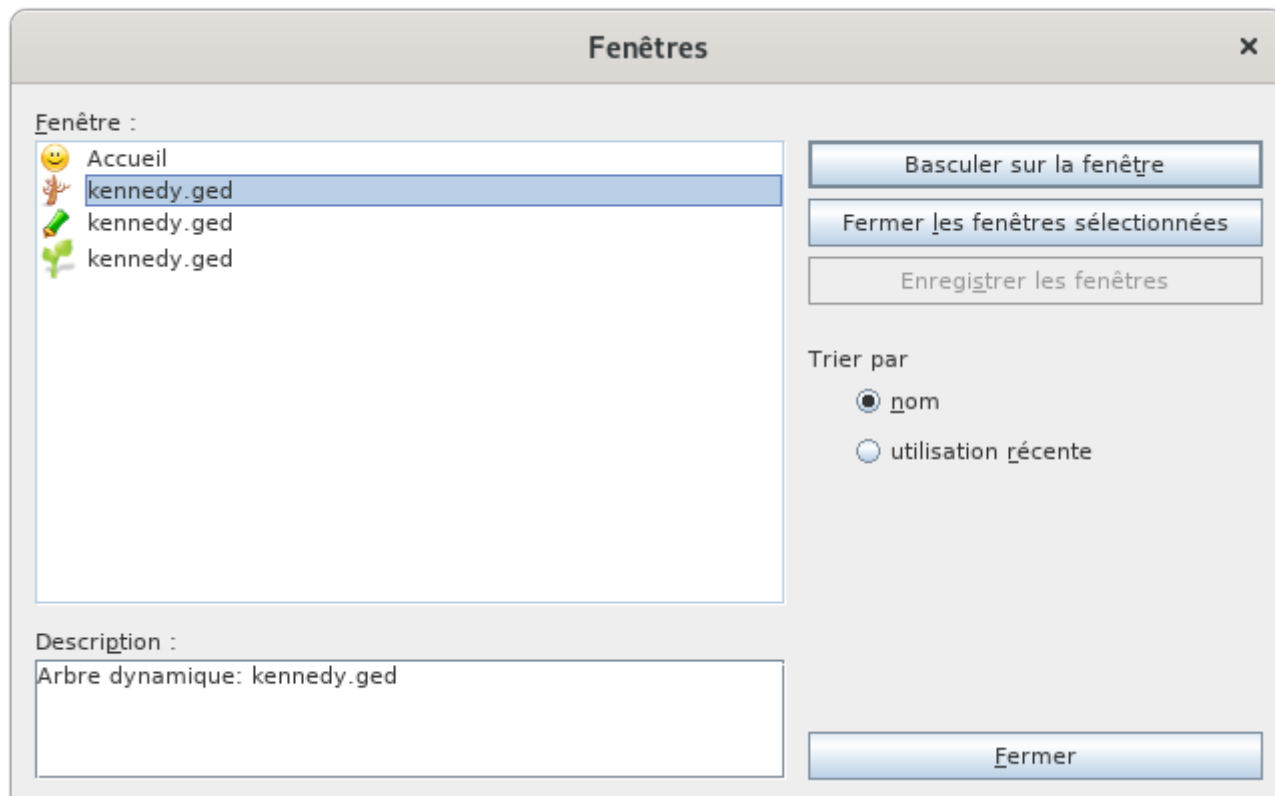 Fenêtres
Fenêtre :
Accueil
kennedy.ged
kennedy.ged
kennedy.ged
Basculer sur la fenêtre
Fermer les fenêtres sélectionnées
Enregistrer les fenêtres
Trier par
nom
utilisation récente
Description :
Arbre dynamique: kennedy.ged
Fermer